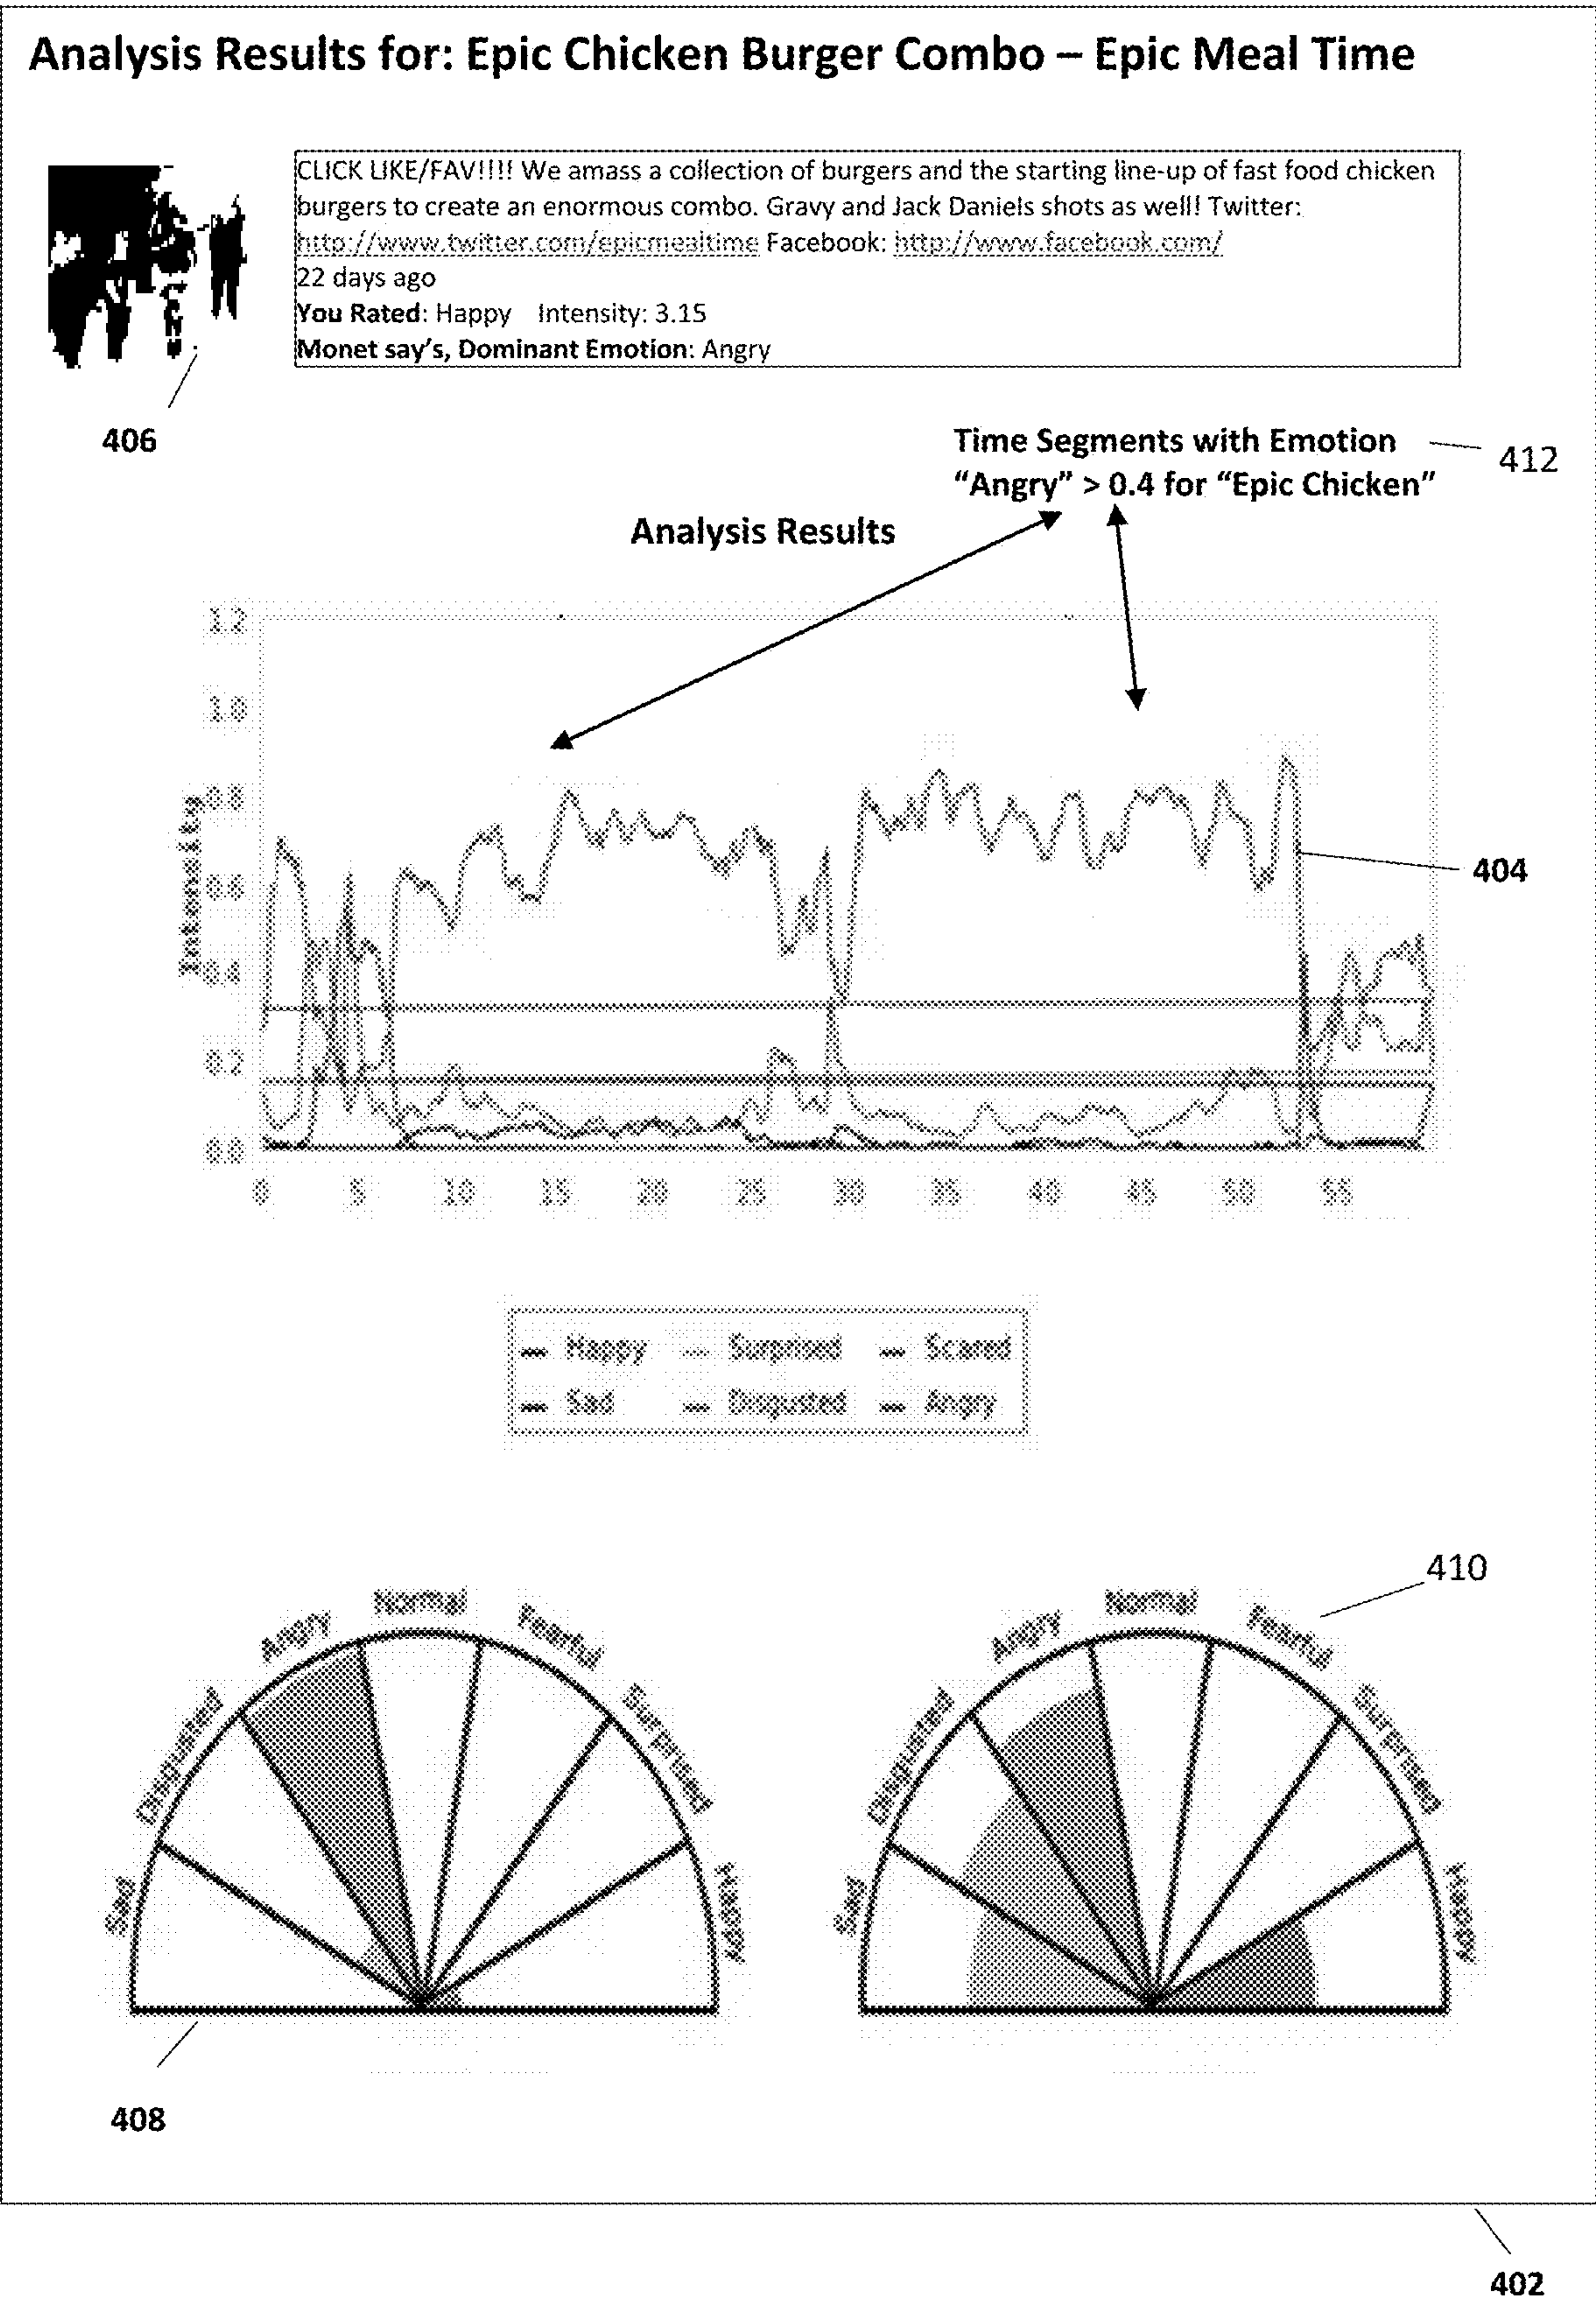 Analysis Results for: Epic Chicken Burger Combo – Epic Meal Time
CLICK LIKE/FAV!!!! We amass a collection of burgers and the starting line-up of fast food chicken
burgers to create an enormous combo. Gravy and Jack Daniels shots as well! Twitter:
http://www.twitter.com/epicmealtime Facebook: http://www.facebook.com/
22 days ago
You Rated: Happy Intensity: 3.15
Monet say's, Dominant Emotion: Angry
406
Time Segments with Emotion
"Angry" > 0.4 for "Epic Chicken"
412
Analysis Results
1.2
1.0
0.8
0.6
0.4
0.2
0.0
Intensity
404
0 5 10 15 20 25 30 35 40 45 50 55
Happy Surprised Scared
Sad Disgusted Angry
410
Sad
Disgusted
Angry
Normal
Fearful
Surprised
Happy
Sad
Disgusted
Angry
Normal
Fearful
Surprised
Happy
408
402